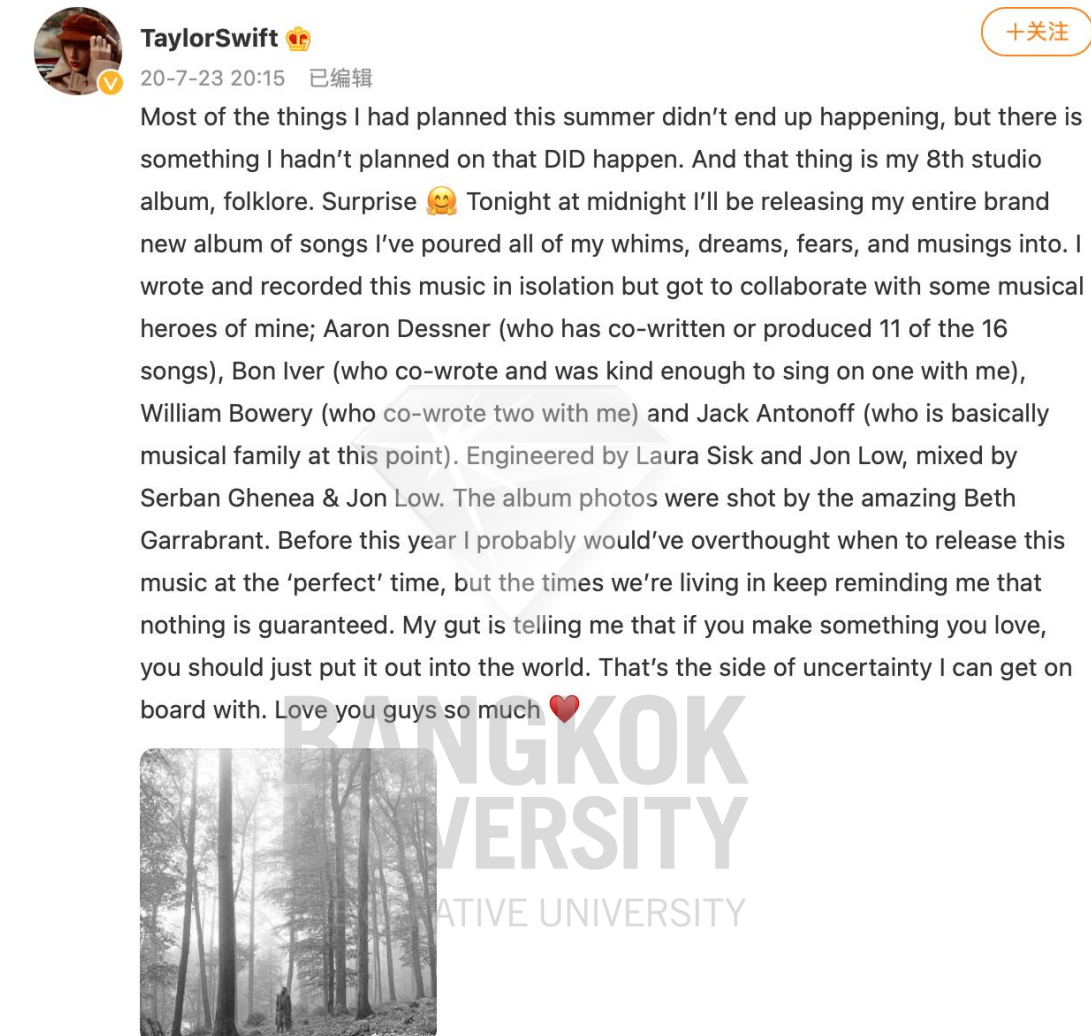 TaylorSwift
+关注
20-7-23 20:15 已编辑
Most of the things I had planned this summer didn’t end up happening, but there is
something I hadn’t planned on that DID happen. And that thing is my 8th studio
album, folklore. Surprise 🤗 Tonight at midnight I’ll be releasing my entire brand
new album of songs I’ve poured all of my whims, dreams, fears, and musings into. I
wrote and recorded this music in isolation but got to collaborate with some musical
heroes of mine; Aaron Dessner (who has co-written or produced 11 of the 16
songs), Bon Iver (who co-wrote and was kind enough to sing on one with me),
William Bowery (who co-wrote two with me) and Jack Antonoff (who is basically
musical family at this point). Engineered by Laura Sisk and Jon Low, mixed by
Serban Ghenea & Jon Low. The album photos were shot by the amazing Beth
Garrabrant. Before this year I probably would’ve overthought when to release this
music at the ‘perfect’ time, but the times we’re living in keep reminding me that
nothing is guaranteed. My gut is telling me that if you make something you love,
you should just put it out into the world. That’s the side of uncertainty I can get on
board with. Love you guys so much ❤️
BANGKOK
VERSITY
ATIVE UNIVERSITY